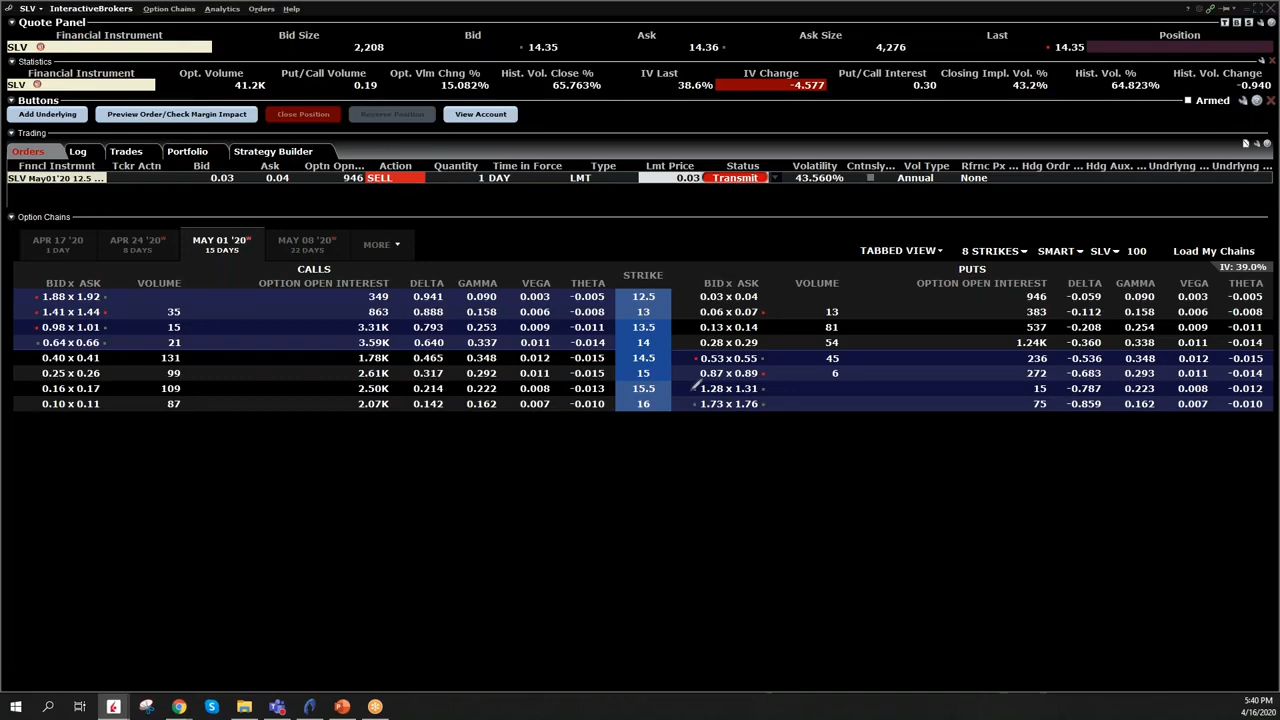 SLV InteractiveBrokers Option Chains Analytics Orders Help
Quote Panel
Financial Instrument Bid Size Bid Ask Ask Size Last Position
SLV 2,208 14.35 14.36 4,276 14.35
Statistics
Financial Instrument Opt. Volume Put/Call Volume Opt. Vlm Chng % Hist. Vol. Close % IV Last IV Change Put/Call Interest Closing Impl. Vol. % Hist. Vol. % Hist. Vol. Change
SLV 41.2K 0.19 15.082% 65.763% 38.6% -4.577 0.30 43.2% 64.823% -0.940
Buttons Armed
Add Underlying Preview Order/Check Margin Impact Close Position Reverse Position View Account
Trading
Orders Log Trades Portfolio Strategy Builder
Fncl Instrmnt Tckr Actn Bid Ask Optn Opn... Action Quantity Time in Force Type Lmt Price Status Volatility Cntnsly... Vol Type Rfrnc Px ... Hdg Ordr ... Hdg Aux. ... Undrlyng ... Undrlyng ...
SLV May01'20 12.5 ... 0.03 0.04 946 SELL 1 DAY LMT 0.03 Transmit 43.560% Annual None
Option Chains
APR 17 '20 APR 24 '20 W MAY 01 '20 W MAY 08 '20 W MORE
1 DAY 8 DAYS 15 DAYS 22 DAYS
TABBED VIEW 8 STRIKES SMART SLV 100 Load My Chains
CALLS STRIKE PUTS IV: 39.0%
BID x ASK VOLUME OPTION OPEN INTEREST DELTA GAMMA VEGA THETA BID x ASK VOLUME OPTION OPEN INTEREST DELTA GAMMA VEGA THETA
1.88 x 1.92 349 0.941 0.090 0.003 -0.005 12.5 0.03 x 0.04 946 -0.059 0.090 0.003 -0.005
1.41 x 1.44 35 863 0.888 0.158 0.006 -0.008 13 0.06 x 0.07 13 383 -0.112 0.158 0.006 -0.008
0.98 x 1.01 15 3.31K 0.793 0.253 0.009 -0.011 13.5 0.13 x 0.14 81 537 -0.208 0.254 0.009 -0.011
0.64 x 0.66 21 3.59K 0.640 0.337 0.011 -0.014 14 0.28 x 0.29 54 1.24K -0.360 0.338 0.011 -0.014
0.40 x 0.41 131 1.78K 0.465 0.348 0.012 -0.015 14.5 0.53 x 0.55 45 236 -0.536 0.348 0.012 -0.015
0.25 x 0.26 99 2.61K 0.317 0.292 0.011 -0.015 15 0.87 x 0.89 6 272 -0.683 0.293 0.011 -0.014
0.16 x 0.17 109 2.50K 0.214 0.222 0.008 -0.013 15.5 1.28 x 1.31 15 -0.787 0.223 0.008 -0.012
0.10 x 0.11 87 2.07K 0.142 0.162 0.007 -0.010 16 1.73 x 1.76 75 -0.859 0.162 0.007 -0.010
5:40 PM
4/16/2020